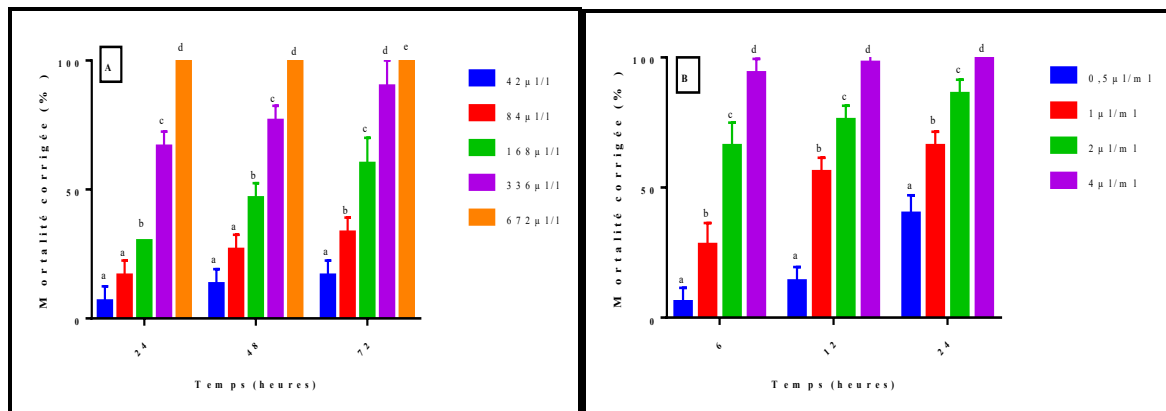 A
Mortalité corrigée (%)
100
50
0
a
a
b
c
d
a
a
b
c
d
a
b
c
d
e
24
48
72
Temps (heures)
42 µl/l
84 µl/l
168 µl/l
336 µl/l
672 µl/l
B
Mortalité corrigée (%)
100
50
0
a
b
c
d
a
b
c
d
a
b
c
d
6
12
24
Temps (heures)
0,5 µl/ml
1 µl/ml
2 µl/ml
4 µl/ml